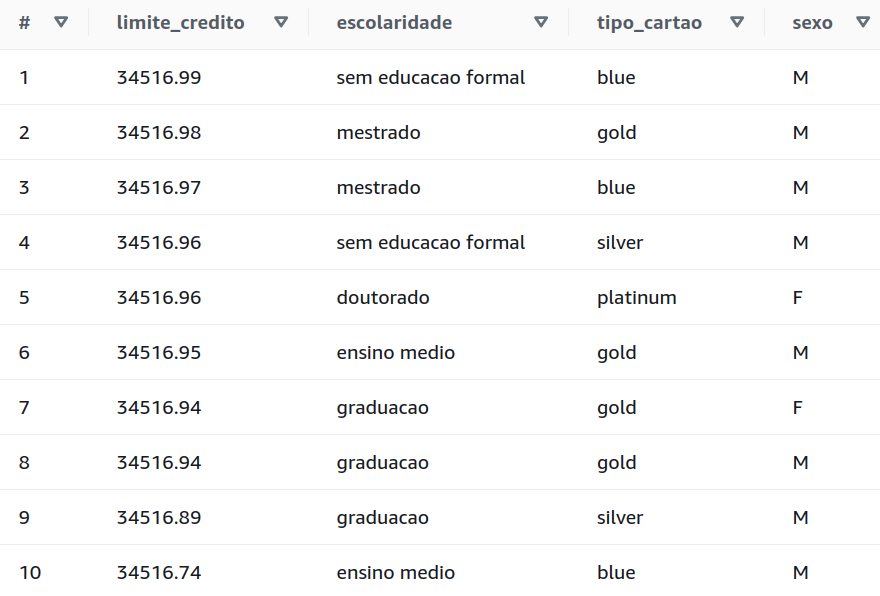 # limite_credito escolaridade tipo_cartao sexo
1 34516.99 sem educacao formal blue M
2 34516.98 mestrado gold M
3 34516.97 mestrado blue M
4 34516.96 sem educacao formal silver M
5 34516.96 doutorado platinum F
6 34516.95 ensino medio gold M
7 34516.94 graduacao gold F
8 34516.94 graduacao gold M
9 34516.89 graduacao silver M
10 34516.74 ensino medio blue M